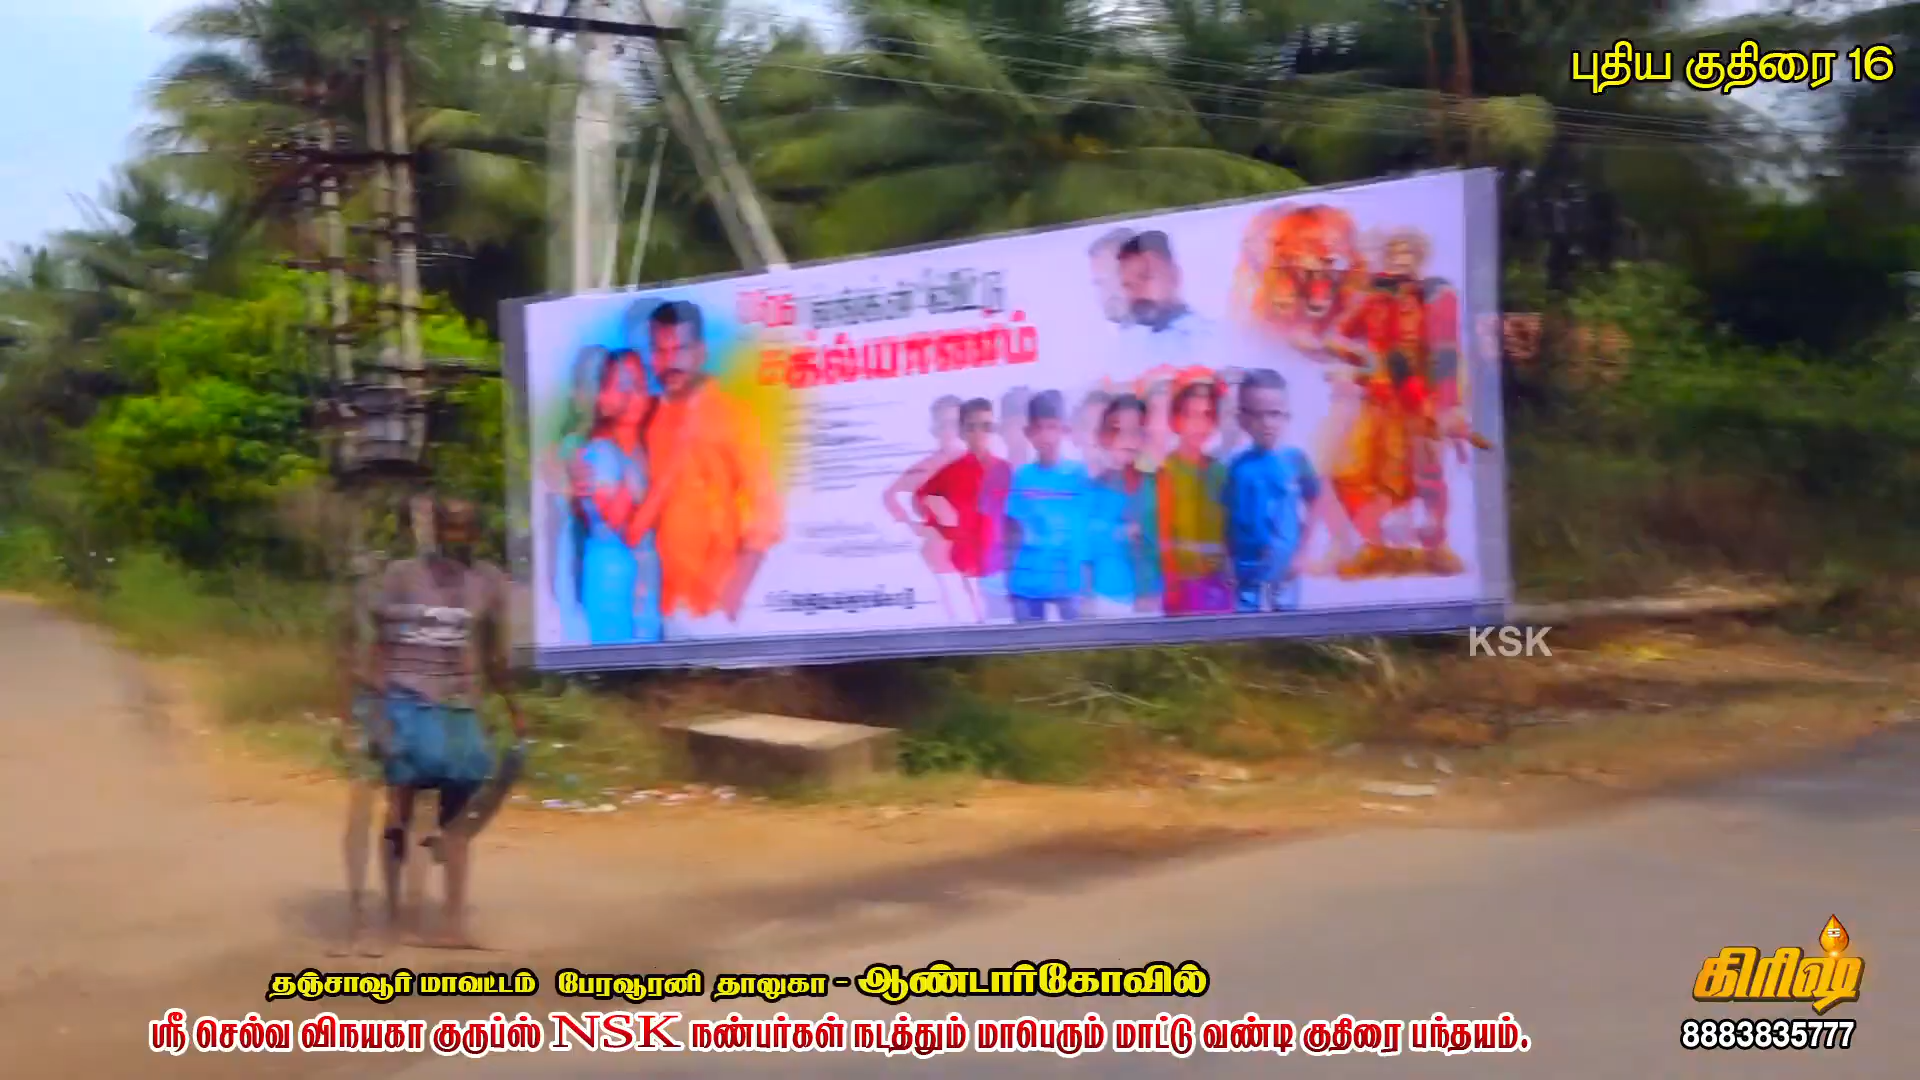 புதிய குதிரை 16
கல்யாணம்
KSK
கிரிஷ்
8883835777
தஞ்சாவூர் மாவட்டம் பேராவூரணி தாலுகா - ஆண்டார்கோவில்
ஸ்ரீ செல்வ விநயகா குருப்ஸ் NSK நண்பர்கள் நடத்தும் மாபெரும் மாட்டு வண்டி குதிரை பந்தயம்.